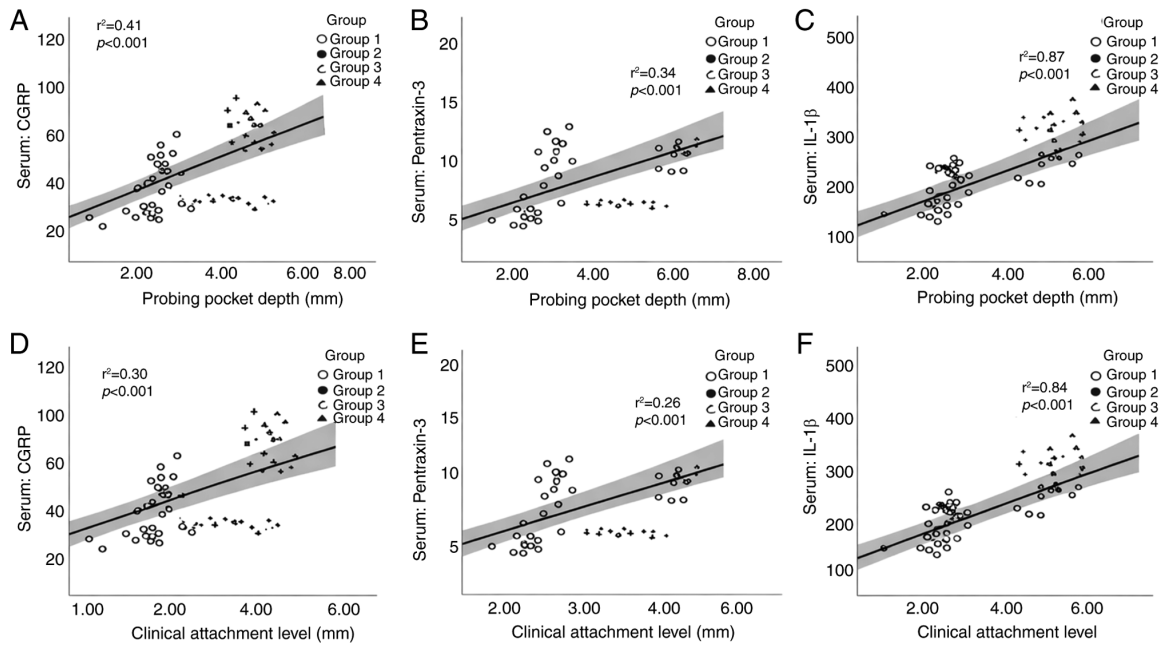 A
r²=0.41
p<0.001
Group
Group 1
Group 2
Group 3
Group 4
Serum: CGRP
120
100
60
40
20
2.00 4.00 6.00 8.00
Probing pocket depth (mm)
B
r²=0.34
p<0.001
Group
Group 1
Group 2
Group 3
Group 4
Serum: Pentraxin-3
20
15
10
5
2.00 4.00 6.00 8.00
Probing pocket depth (mm)
C
r²=0.87
p<0.001
Group
Group 1
Group 2
Group 3
Group 4
Serum: IL-1β
500
400
300
200
100
2.00 4.00 6.00
Probing pocket depth (mm)
D
r²=0.30
p<0.001
Group
Group 1
Group 2
Group 3
Group 4
Serum: CGRP
120
100
60
40
20
1.00 2.00 4.00 6.00
Clinical attachment level (mm)
E
r²=0.26
p<0.001
Group
Group 1
Group 2
Group 3
Group 4
Serum: Pentraxin-3
20
15
10
5
2.00 3.00 4.00 6.00
Clinical attachment level (mm)
F
r²=0.84
p<0.001
Group
Group 1
Group 2
Group 3
Group 4
Serum: IL-1β
500
400
300
200
100
2.00 4.00 6.00
Clinical attachment level